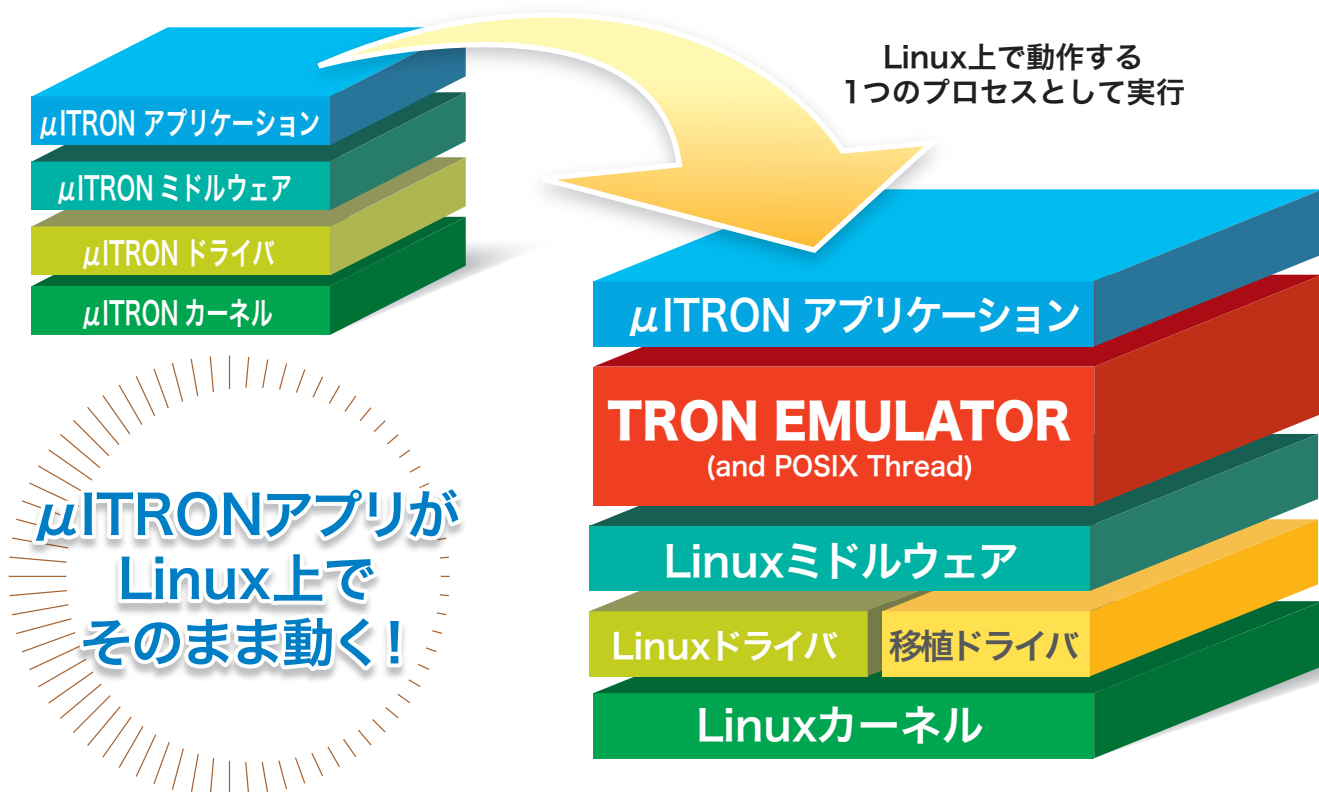 μITRON アプリケーション
μITRON ミドルウェア
μITRON ドライバ
μITRON カーネル
Linux上で動作する
1つのプロセスとして実行
μITRONアプリが
Linux上で
そのまま動く!
μITRON アプリケーション
TRON EMULATOR
(and POSIX Thread)
Linuxミドルウェア
Linuxドライバ
移植ドライバ
Linuxカーネル